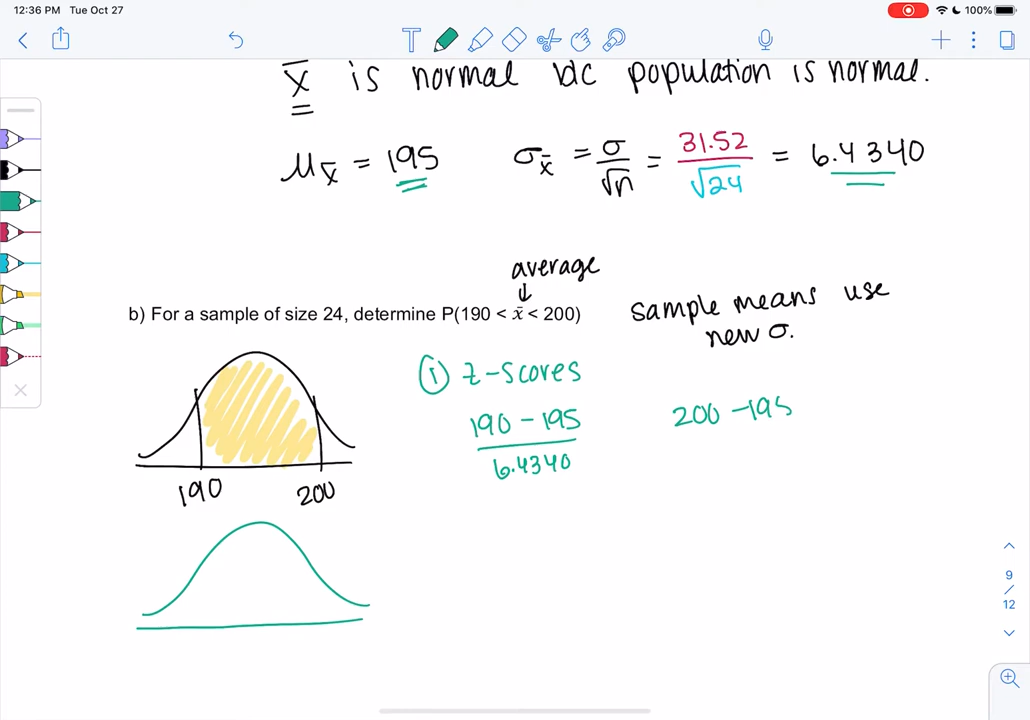 12:36 PM Tue Oct 27
100%
T
x̄ is normal bc population is normal.
μx̄ = 195 σx̄ = σ/√n = 31.52/√24 = 6.4340
average
↓
b) For a sample of size 24, determine P(190 < x̄ < 200)
sample means use
new σ.
① z-scores
190 - 195
6.4340
200 - 195
190 200
9
/
12